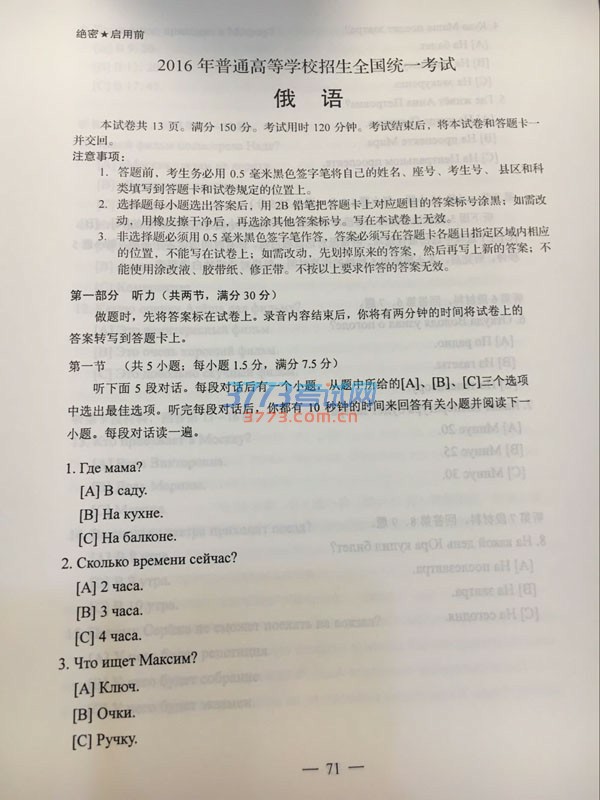 绝密★启用前
2016 年普通高等学校招生全国统一考试
俄 语
本试卷共 13 页。满分 150 分。考试用时 120 分钟。考试结束后，将本试卷和答题卡一
并交回。
注意事项：
1. 答题前，考生务必用 0.5 毫米黑色签字笔将自己的姓名、座号、考生号、 县区和科
类填写到答题卡和试卷规定的位置上。
2. 选择题每小题选出答案后，用 2B 铅笔把答题卡上对应题目的答案标号涂黑；如需改
动，用橡皮擦干净后，再选涂其他答案标号。写在本试题上无效。
3. 非选择题必须用 0.5 毫米黑色签字笔作答，答案必须写在答题卡各题目指定区域内相应
的位置，不能写在试卷上；如需改动，先划掉原来的答案，然后再写上新的答案；不
能使用涂改液、胶带纸、修正带。不按以上要求作答的答案无效。
第一部分 听力（共两节，满分 30 分）
做题时，先将答案标在试卷上。录音内容结束后，你将有两分钟的时间将试卷上的
答案转写到答题卡上。
第一节 （共 5 小题；每小题 1.5 分，满分 7.5 分）
听下面 5 段对话。每段对话后有一个小题，从题中所给的[A]、[B]、[C]三个选项
中选出最佳选项。听完每段对话后，你都有 10 秒钟的时间来回答有关小题并阅读下一
小题。每段对话读一遍。
3773考试网
3773.com.cn
1. Где мама?
[A] В саду.
[B] На кухне.
[C] На балконе.
2. Сколько времени сейчас?
[A] 2 часа.
[B] 3 часа.
[C] 4 часа.
3. Что ищет Максим?
[A] Ключ.
[B] Очки.
[C] Ручку.
— 71 —